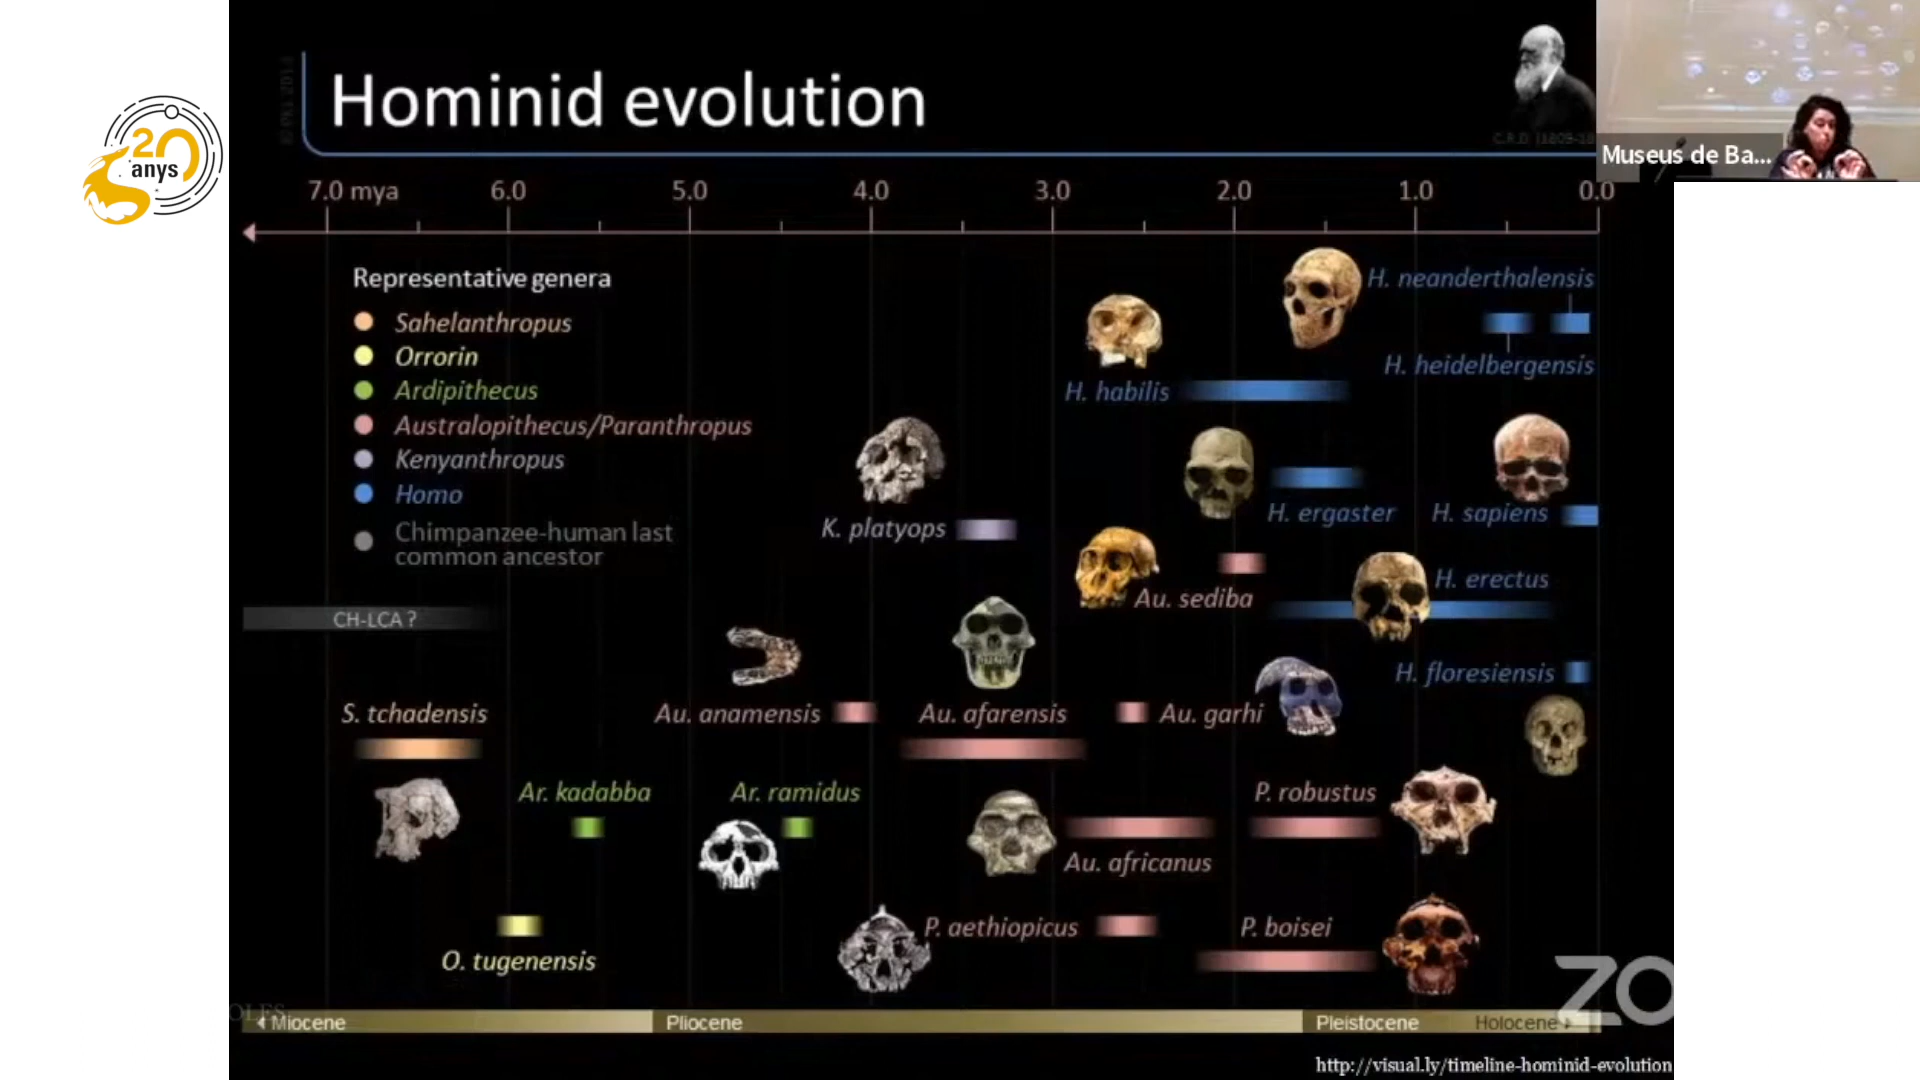 20
anys
Hominid evolution
Museus de Ba...
7.0 mya 6.0 5.0 4.0 3.0 2.0 1.0 0.0
Representative genera
Sahelanthropus
Orrorin
Ardipithecus
Australopithecus/Paranthropus
Kenyanthropus
Homo
Chimpanzee-human last
common ancestor
H. neanderthalensis
H. heidelbergensis
H. habilis
K. platyops
H. ergaster
H. sapiens
Au. sediba
H. erectus
CH-LCA ?
H. floresiensis
S. tchadensis
Au. anamensis
Au. afarensis
Au. garhi
Ar. kadabba
Ar. ramidus
P. robustus
Au. africanus
P. aethiopicus
P. boisei
O. tugenensis
Miocene
Pliocene
Pleistocene
Holocene
ZO
http://visual.ly/timeline-hominid-evolution